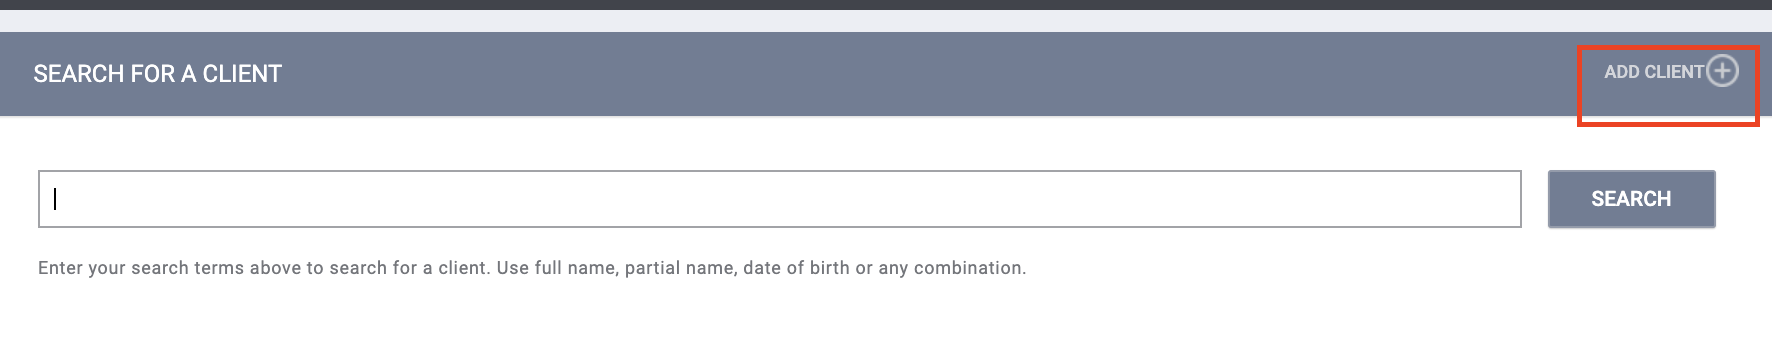 SEARCH FOR A CLIENT
ADD CLIENT
SEARCH
Enter your search terms above to search for a client. Use full name, partial name, date of birth or any combination.